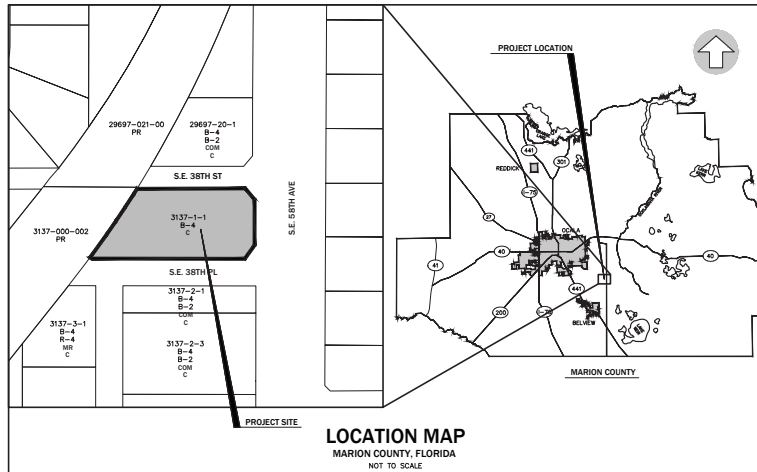 29697-021-00
PR
29697-20-1
B-4
B-2
COM
C
S.E. 38TH ST
3137-1-1
B-4
C
3137-000-002
PR
S.E. 58TH AVE
S.E. 38TH PL
3137-2-1
B-4
B-2
COM
C
3137-3-1
B-4
R-4
MR
C
3137-2-3
B-4
B-2
COM
C
PROJECT SITE
PROJECT LOCATION
441
301
REDDICK
I-75
27
OCALA
40
40
41
441
200
I-75
BELVIEW
MARION COUNTY
LOCATION MAP
MARION COUNTY, FLORIDA
NOT TO SCALE